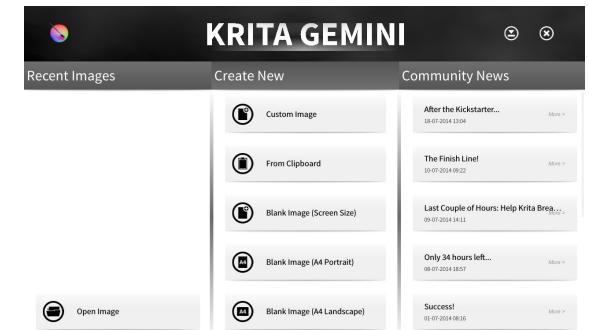 KRITA GEMINI
Recent Images
Create New
Community News
Open Image
Custom Image
From Clipboard
Blank Image (Screen Size)
A4
Blank Image (A4 Portrait)
A4
Blank Image (A4 Landscape)
After the Kickstarter...
18-07-2014 13:04
More >
The Finish Line!
10-07-2014 09:22
More >
Last Couple of Hours: Help Krita Brea...
09-07-2014 14:11
More >
Only 34 hours left...
08-07-2014 18:57
More >
Success!
01-07-2014 08:16
More >